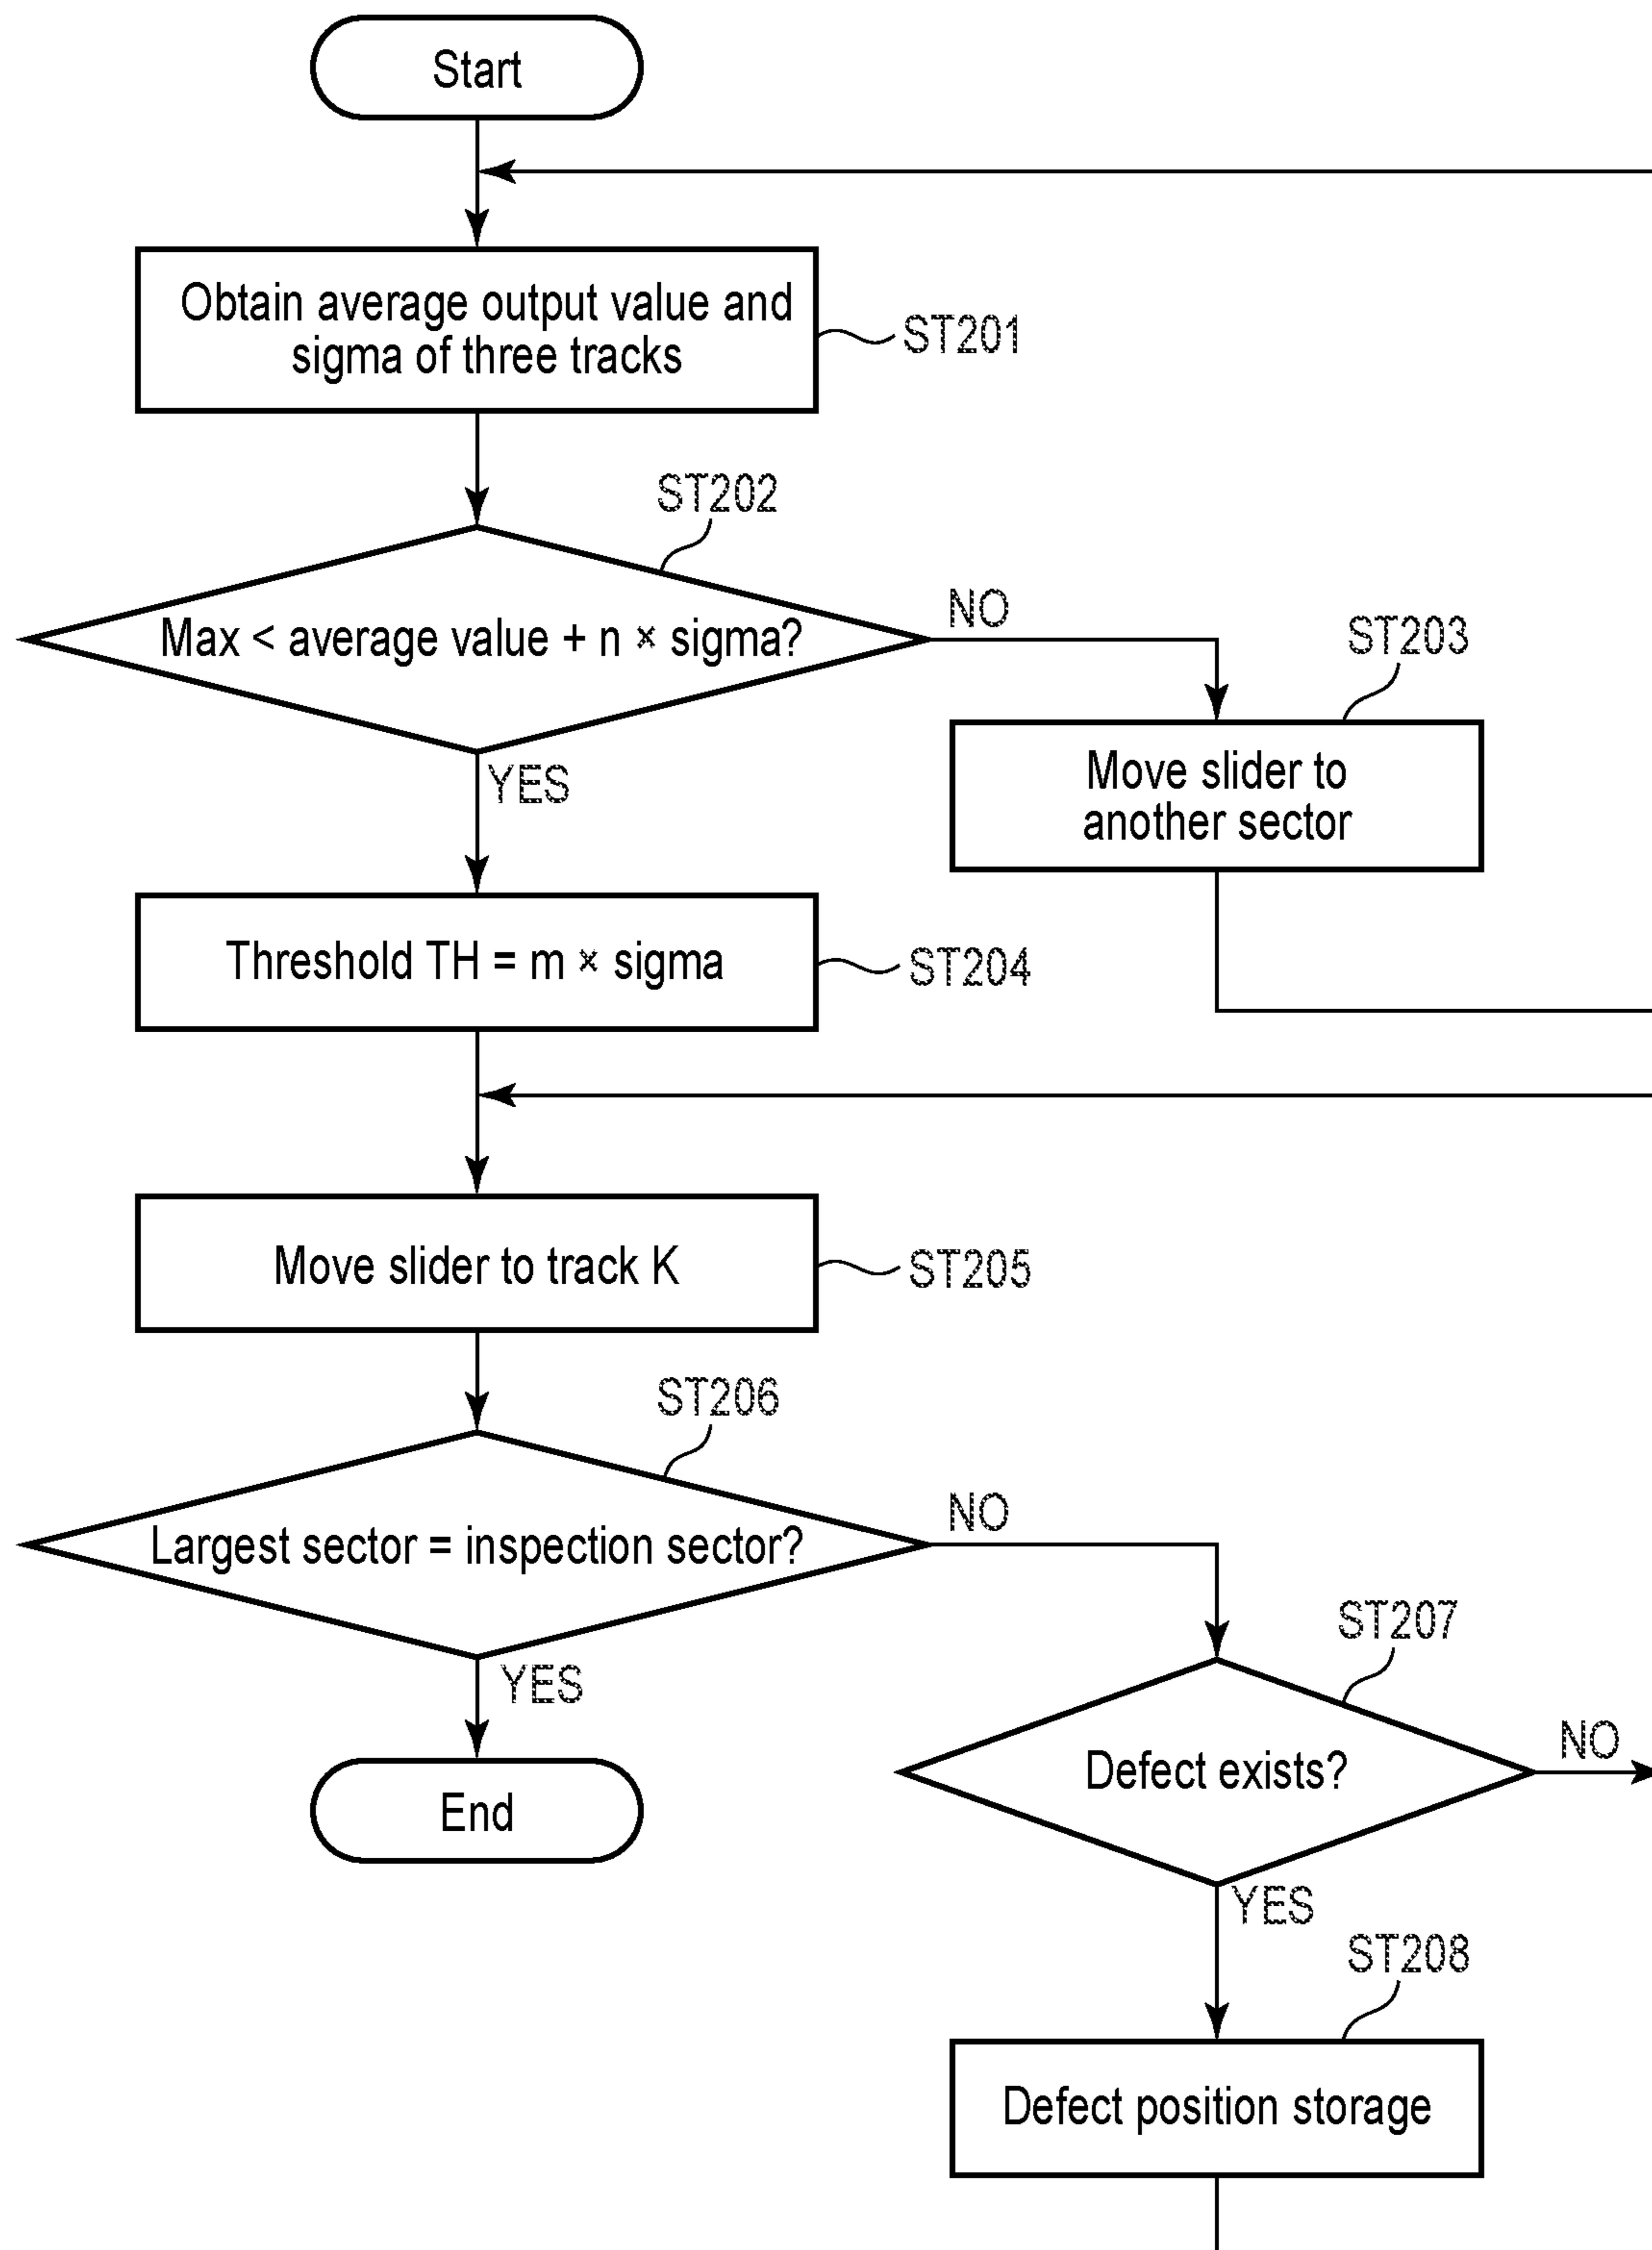 Start
Obtain average output value and
sigma of three tracks
ST201
ST202
Max < average value + n × sigma?
NO
ST203
YES
Move slider to
another sector
Threshold TH = m × sigma
ST204
Move slider to track K
ST205
ST206
Largest sector = inspection sector?
NO
ST207
YES
Defect exists?
NO
End
YES
ST208
Defect position storage